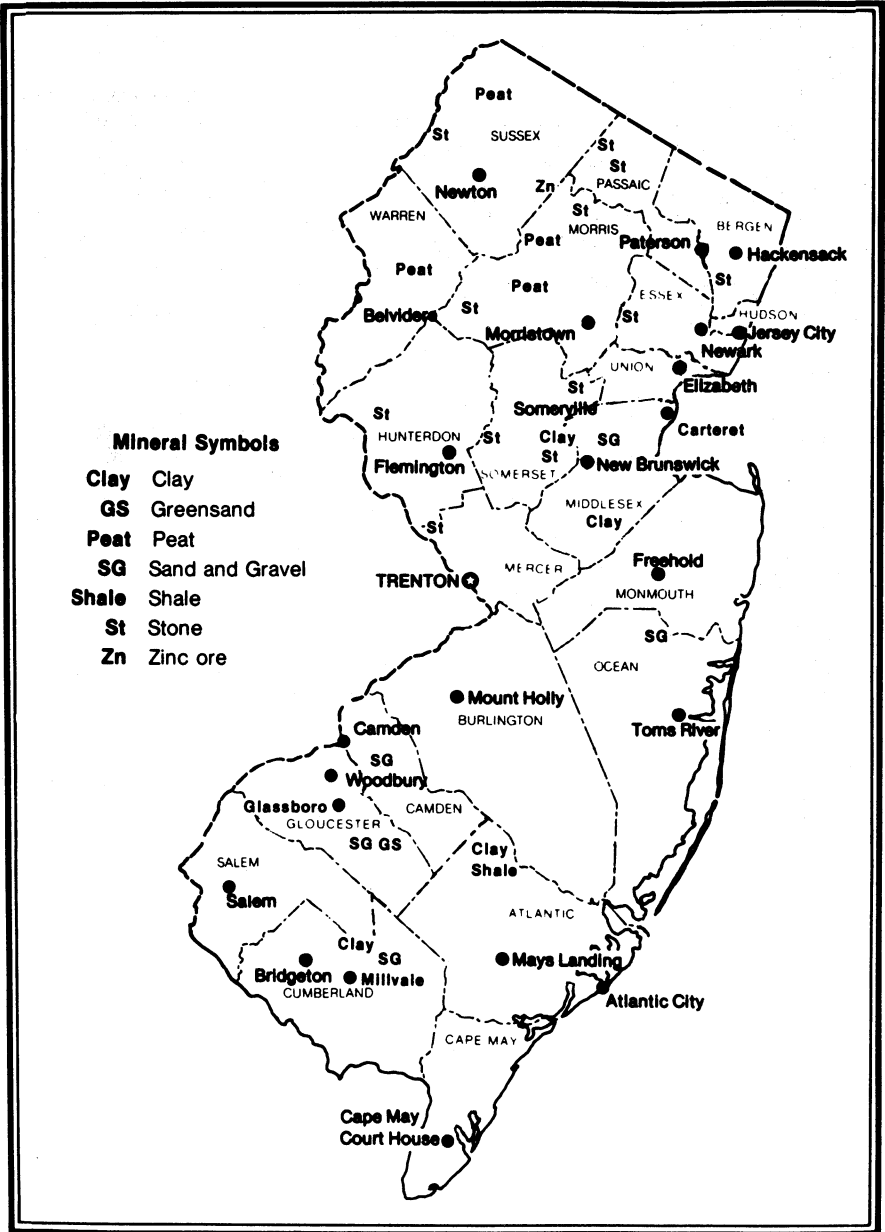 Peat
St
SUSSEX
St
St
Newton
Zn
PASSAIC
WARREN
St
MORRIS
BERGEN
Peat
Paterson
Hackensack
Peat
Peat
St
ESSEX
St
St
HUDSON
Belvidere
Morristown
Newark
Jersey City
UNION
Elizabeth
St
Somerville
St
Carteret
HUNTERDON
St
Clay
SG
Flemington
St
New Brunswick
SOMERSET
MIDDLESEX
Clay
St
Mineral Symbols
Clay Clay
GS Greensand
Peat Peat
SG Sand and Gravel
Shale Shale
St Stone
Zn Zinc ore
TRENTON
MERCER
Freehold
MONMOUTH
SG
OCEAN
Mount Holly
BURLINGTON
Toms River
Camden
SG
Woodbury
Glassboro
CAMDEN
GLOUCESTER
SG GS
Clay
Shale
SALEM
Salem
ATLANTIC
Clay
SG
Bridgeton
Millvale
CUMBERLAND
Mays Landing
Atlantic City
CAPE MAY
Cape May
Court House